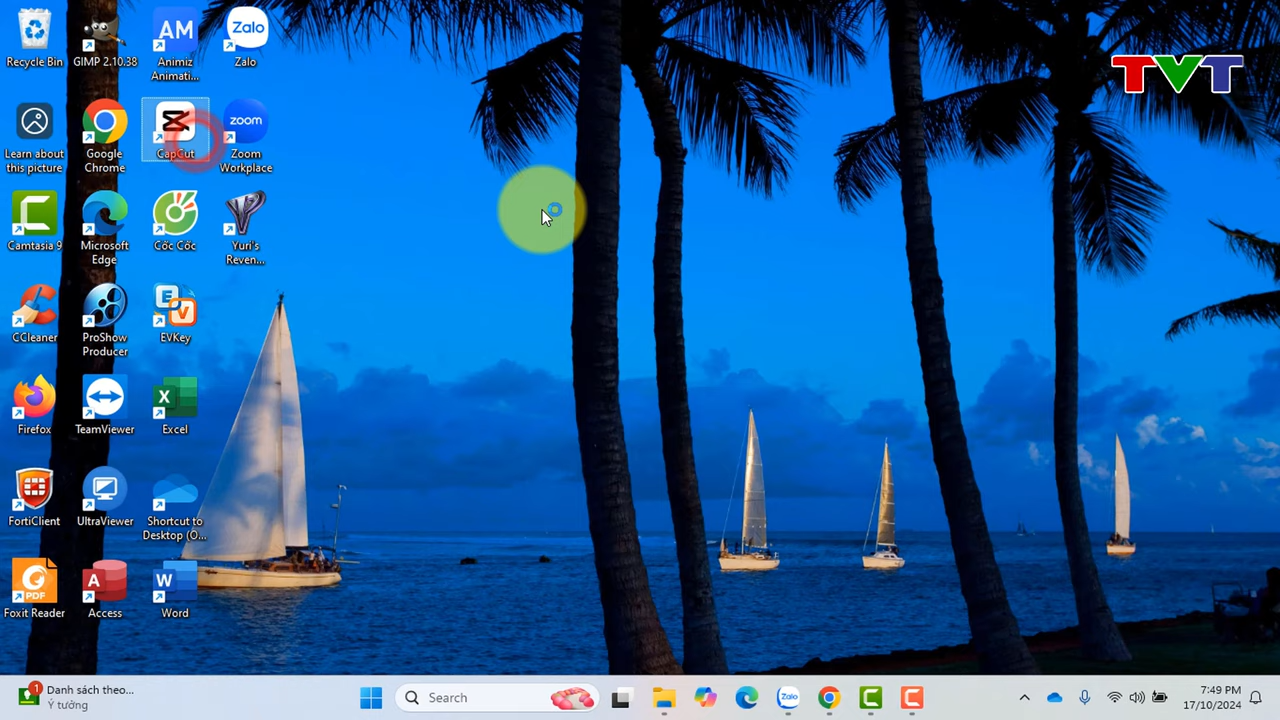 Recycle Bin
GIMP 2.10.38
AM
Animiz
Animati...
Zalo
Zalo
TVT
Learn about
this picture
Google
Chrome
CapCut
zoom
Zoom
Workplace
Camtasia 9
Microsoft
Edge
Cốc Cốc
Yuri's
Reven...
CCleaner
ProShow
Producer
E
V
EVKey
Firefox
TeamViewer
X
Excel
FortiClient
UltraViewer
Shortcut to
Desktop (O...
PDF
Foxit Reader
A
Access
W
Word
1
Danh sách theo...
Ý tưởng
Search
Zalo
7:49 PM
17/10/2024